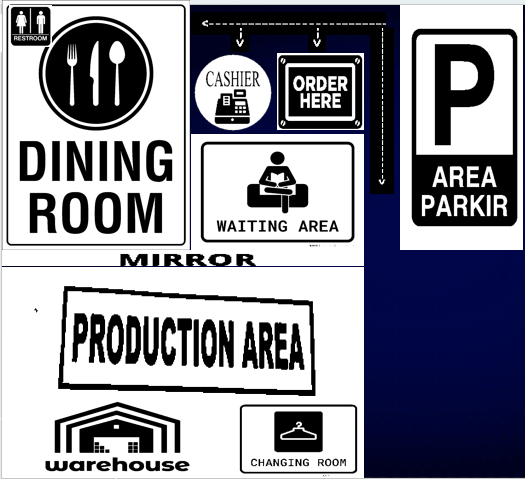 RESTROOM
DINING
ROOM
CASHIER
ORDER
HERE
WAITING AREA
P
AREA
PARKIR
MIRROR
PRODUCTION AREA
warehouse
CHANGING ROOM